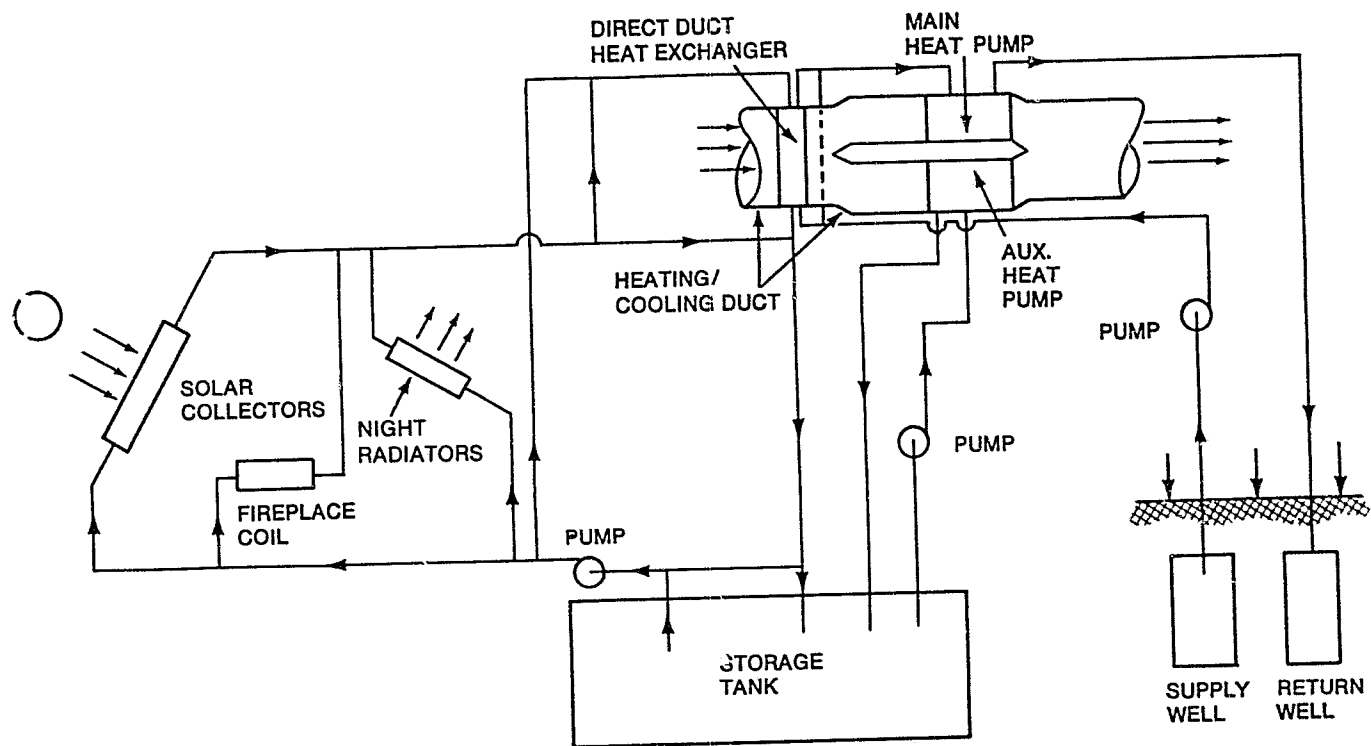 DIRECT DUCT
HEAT EXCHANGER
MAIN
HEAT PUMP
HEATING/
COOLING DUCT
AUX.
HEAT
PUMP
PUMP
SOLAR
COLLECTORS
NIGHT
RADIATORS
PUMP
FIREPLACE
COIL
PUMP
STORAGE
TANK
SUPPLY
WELL
RETURN
WELL